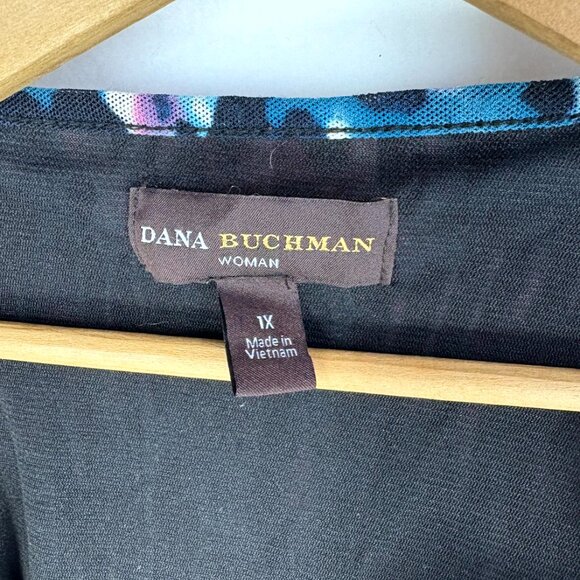 DANA BUCHMAN
WOMAN
1X
Made in
Vietnam